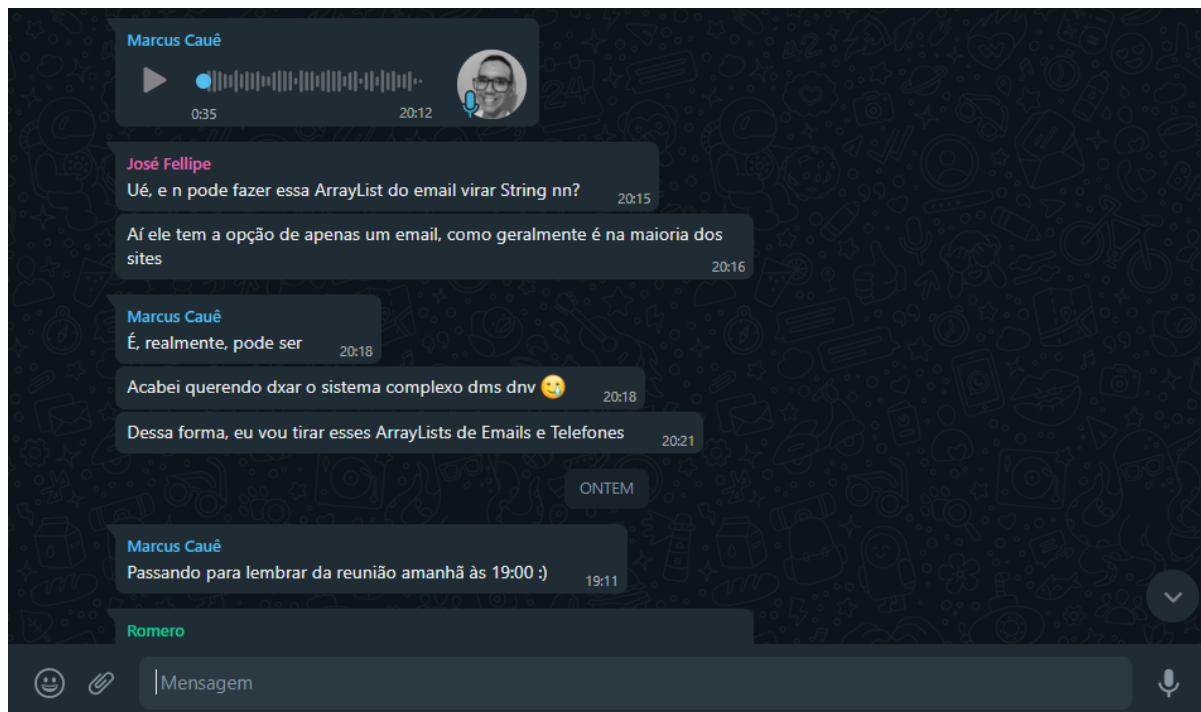 Marcus Cauê
0:35 20:12
José Fellipe
Ué, e n pode fazer essa ArrayList do email virar String nn? 20:15
Aí ele tem a opção de apenas um email, como geralmente é na maioria dos
sites 20:16
Marcus Cauê
É, realmente, pode ser 20:18
Acabei querendo dxar o sistema complexo dms dnv 🥲 20:18
Dessa forma, eu vou tirar esses ArrayLists de Emails e Telefones 20:21
ONTEM
Marcus Cauê
Passando para lembrar da reunião amanhã às 19:00 :) 19:11
Romero
Mensagem